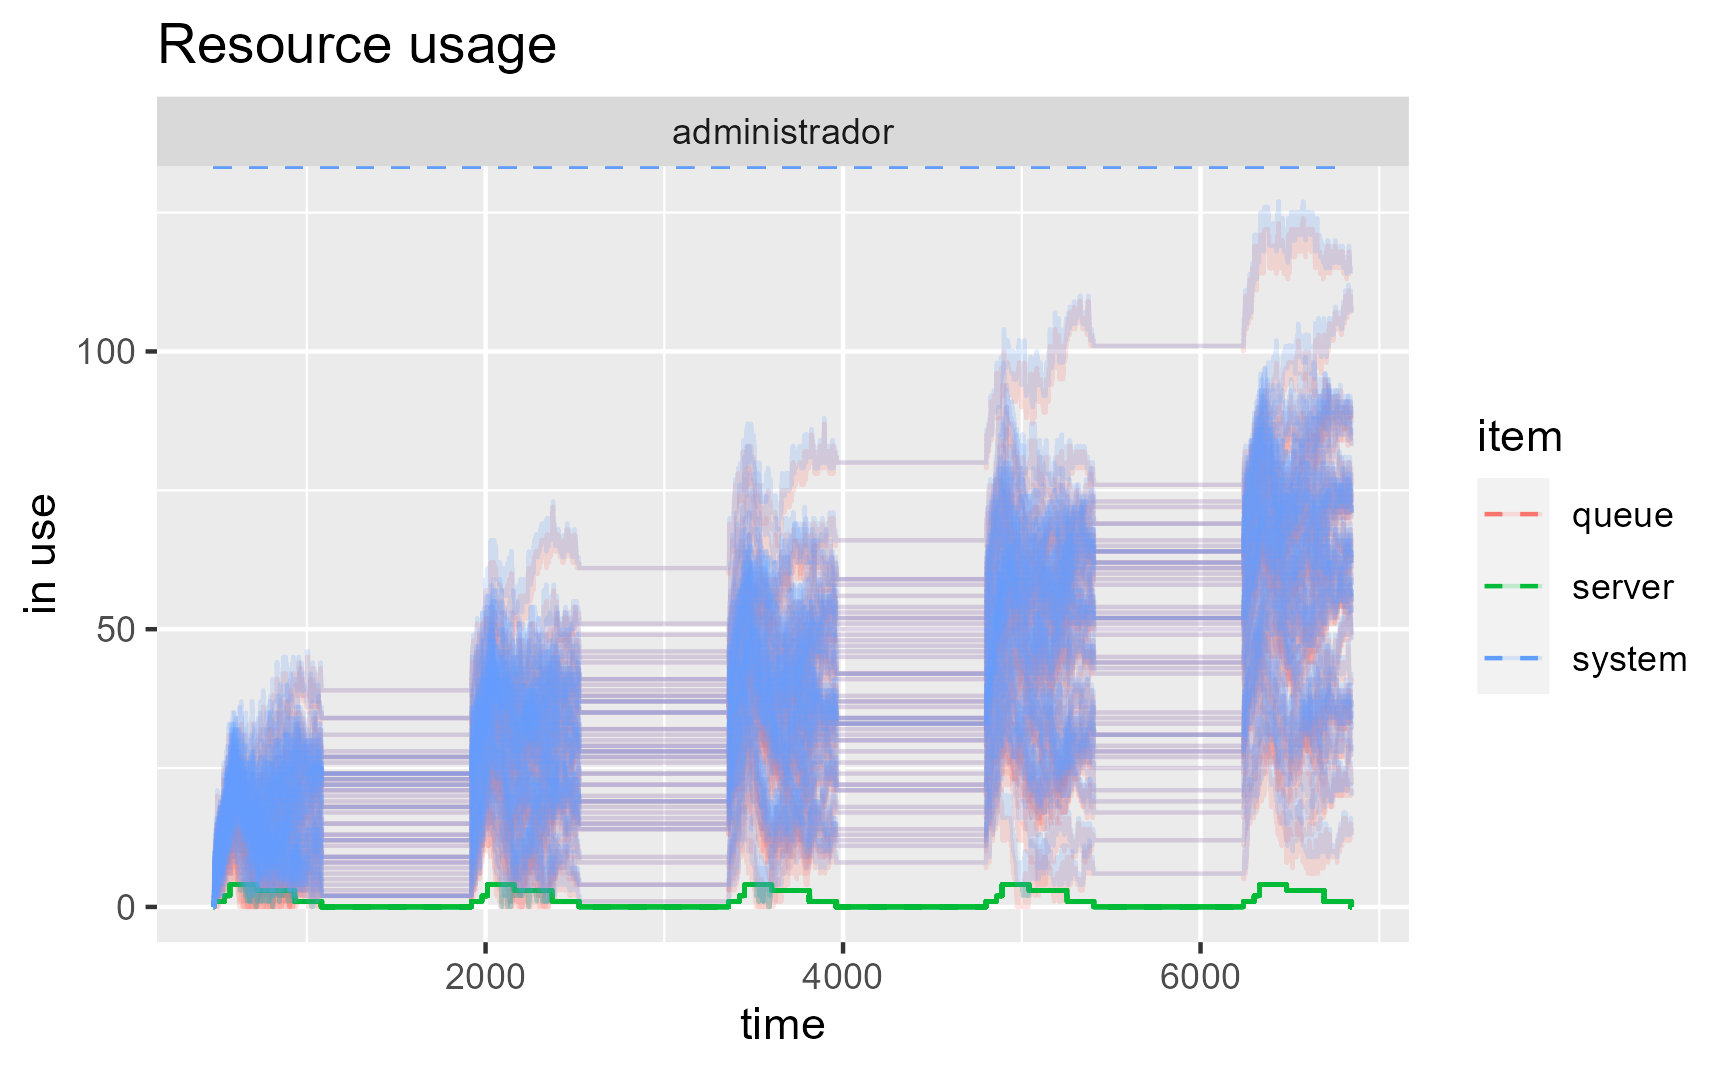 Resource usage
administrador
100
50
0
in use
2000 4000 6000
time
item
queue
server
system